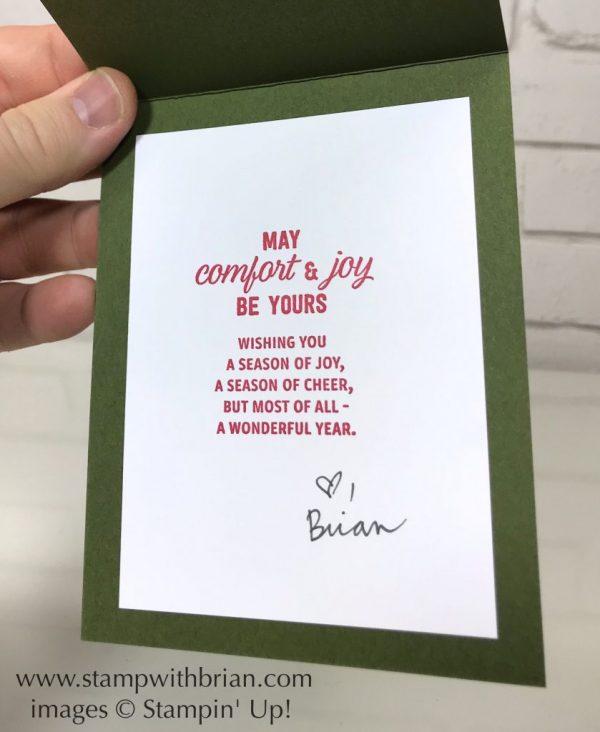 MAY
comfort & joy
BE YOURS
WISHING YOU
A SEASON OF JOY,
A SEASON OF CHEER,
BUT MOST OF ALL -
A WONDERFUL YEAR.
♡,
Brian
www.stampwithbrian.com
images © Stampin' Up!